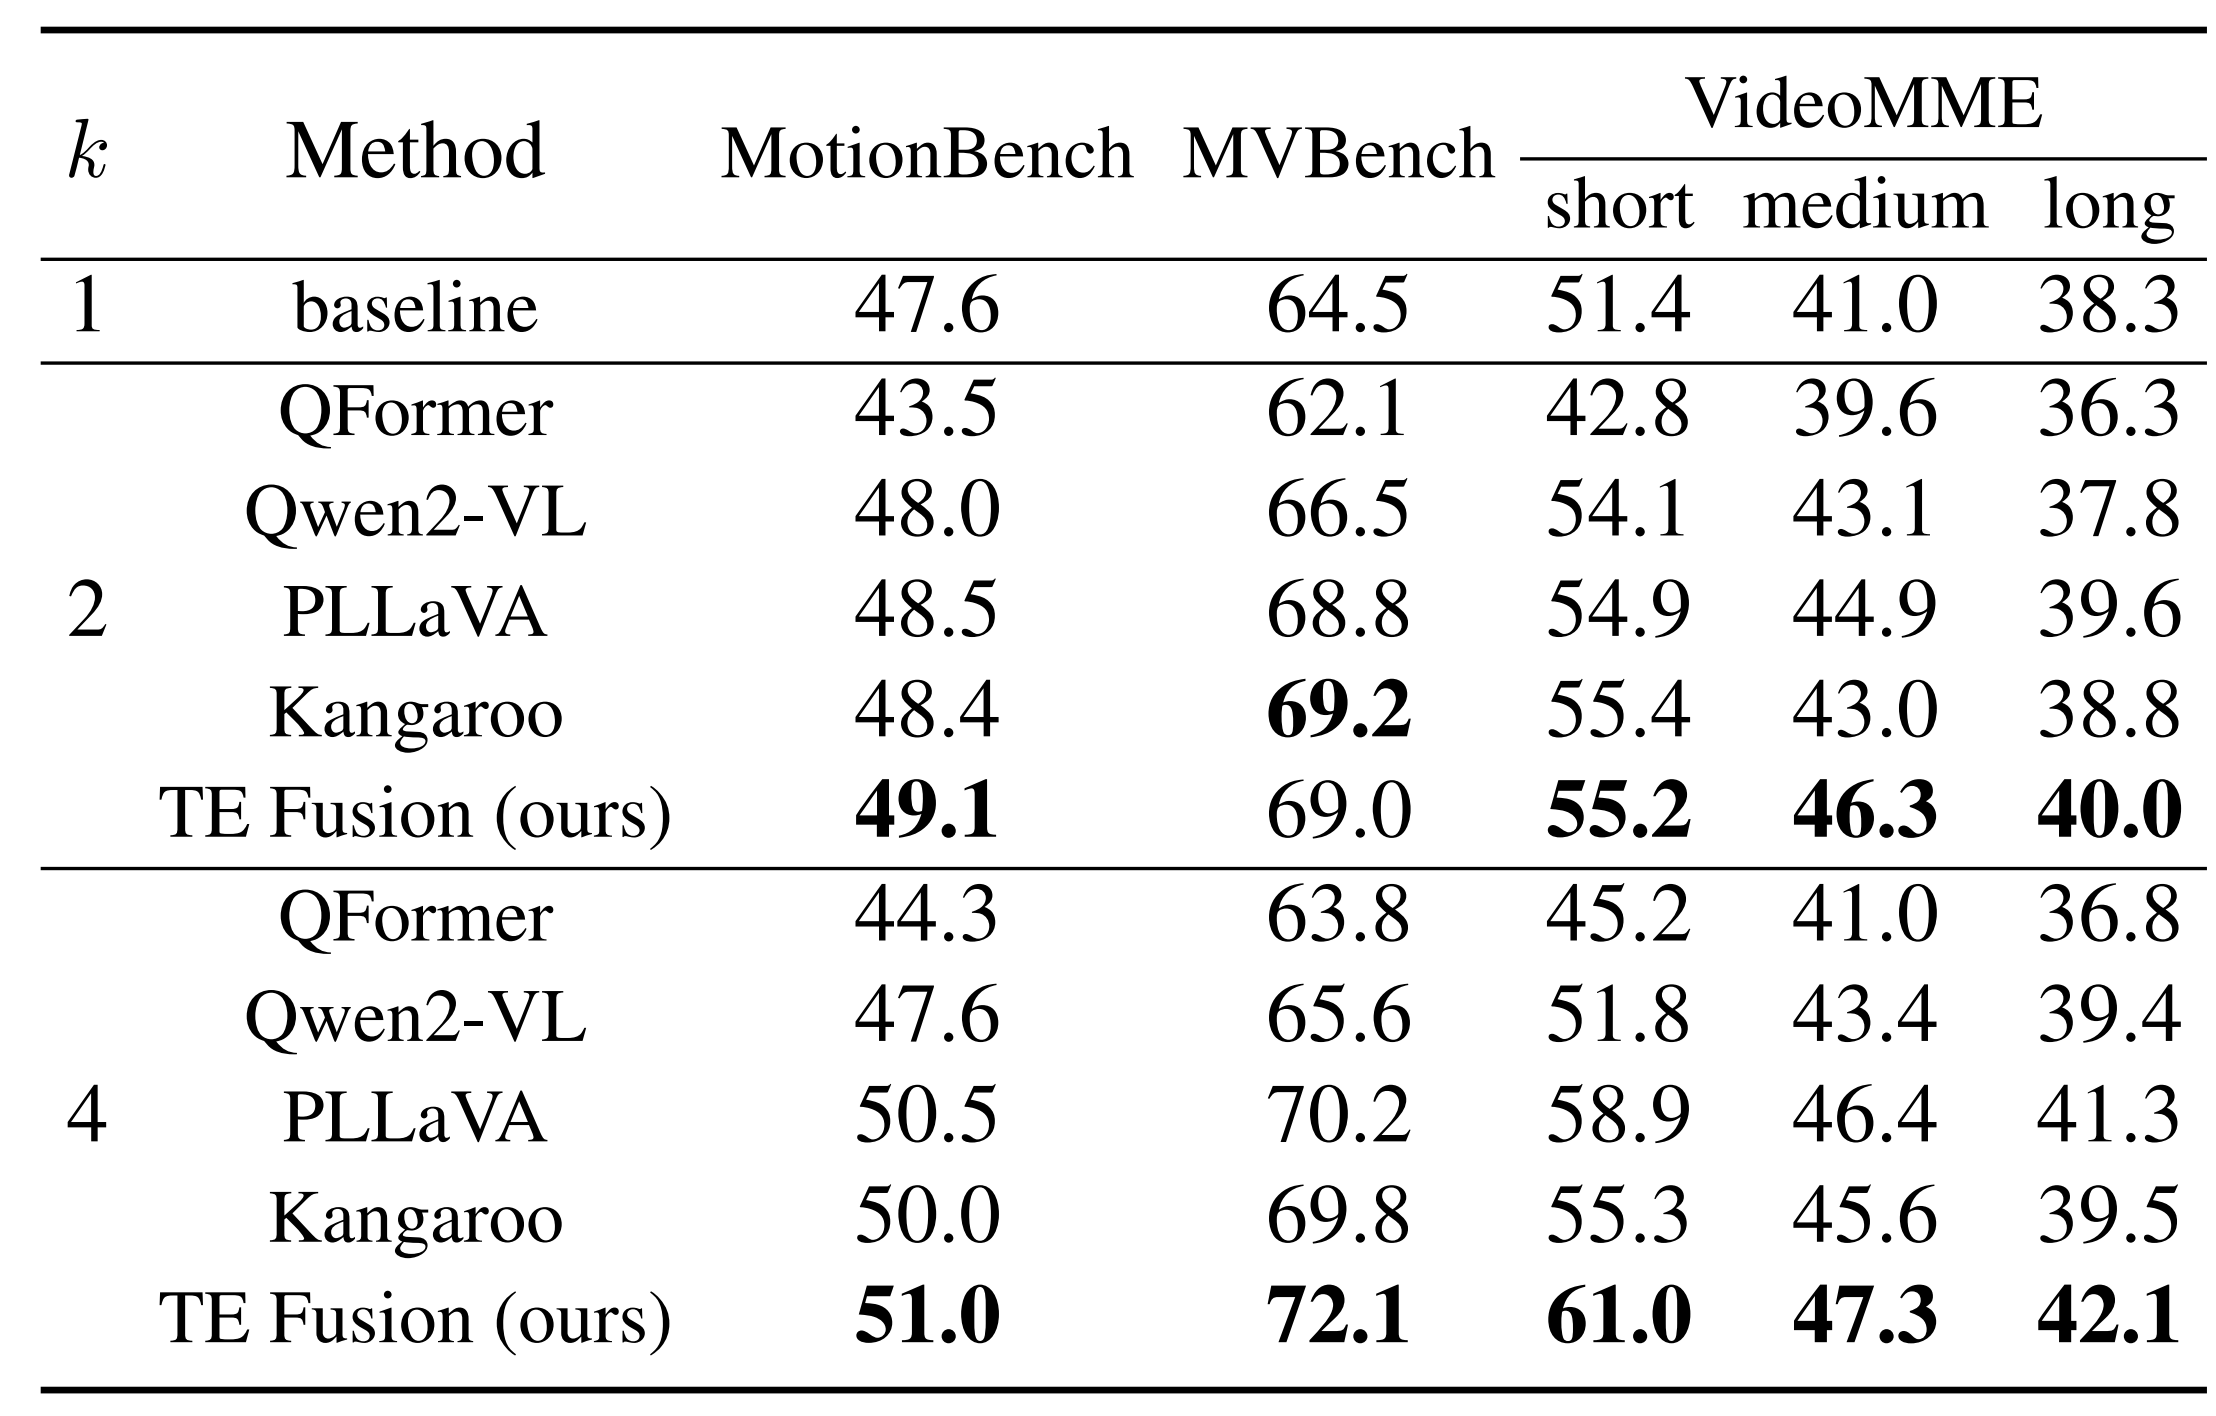 k Method MotionBench MVBench VideoMME
short medium long
1 baseline 47.6 64.5 51.4 41.0 38.3
QFormer 43.5 62.1 42.8 39.6 36.3
Qwen2-VL 48.0 66.5 54.1 43.1 37.8
2 PLLaVA 48.5 68.8 54.9 44.9 39.6
Kangaroo 48.4 69.2 55.4 43.0 38.8
TE Fusion (ours) 49.1 69.0 55.2 46.3 40.0
QFormer 44.3 63.8 45.2 41.0 36.8
Qwen2-VL 47.6 65.6 51.8 43.4 39.4
4 PLLaVA 50.5 70.2 58.9 46.4 41.3
Kangaroo 50.0 69.8 55.3 45.6 39.5
TE Fusion (ours) 51.0 72.1 61.0 47.3 42.1